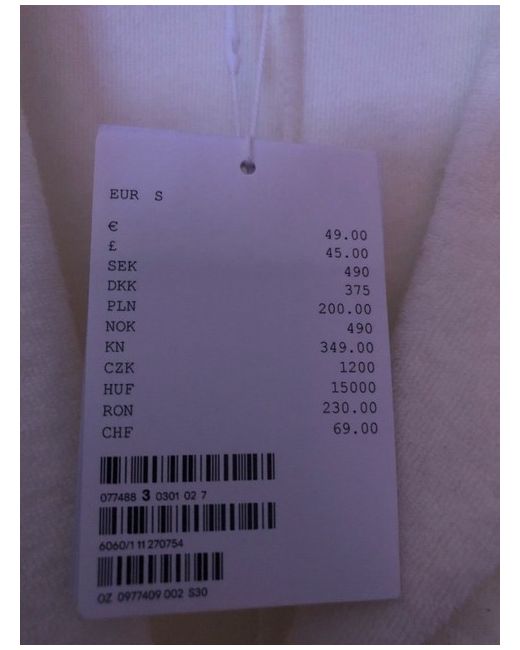 EUR S
€ 49.00
£ 45.00
SEK 490
DKK 375
PLN 200.00
NOK 490
KN 349.00
CZK 1200
HUF 15000
RON 230.00
CHF 69.00
077488 3 0301 02 7
6060/1 11 270754
OZ 0977409 002 S30